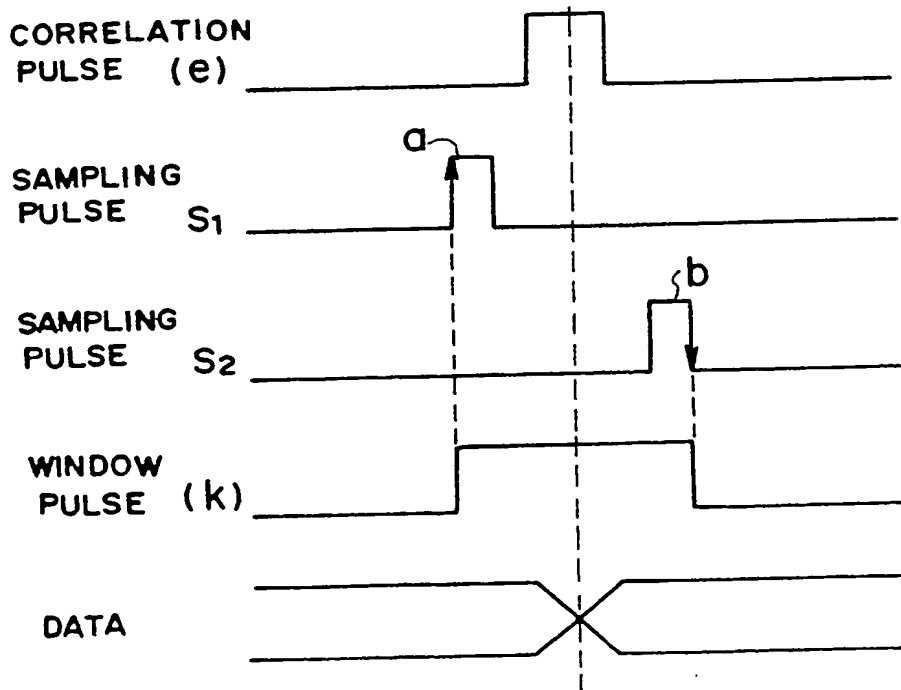 CORRELATION
PULSE (e)
a
SAMPLING
PULSE S1
b
SAMPLING
PULSE S2
WINDOW
PULSE (k)
DATA